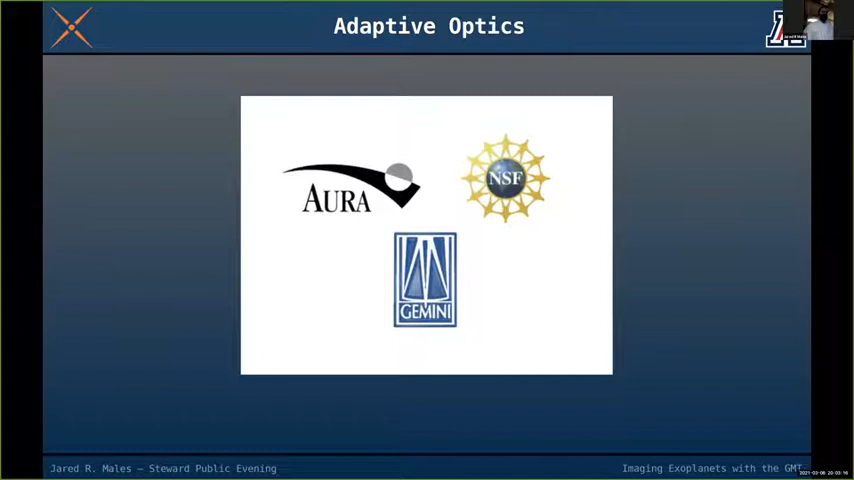 Adaptive Optics
AURA
NSF
GEMINI
Jared R. Males – Steward Public Evening
Imaging Exoplanets with the GMT